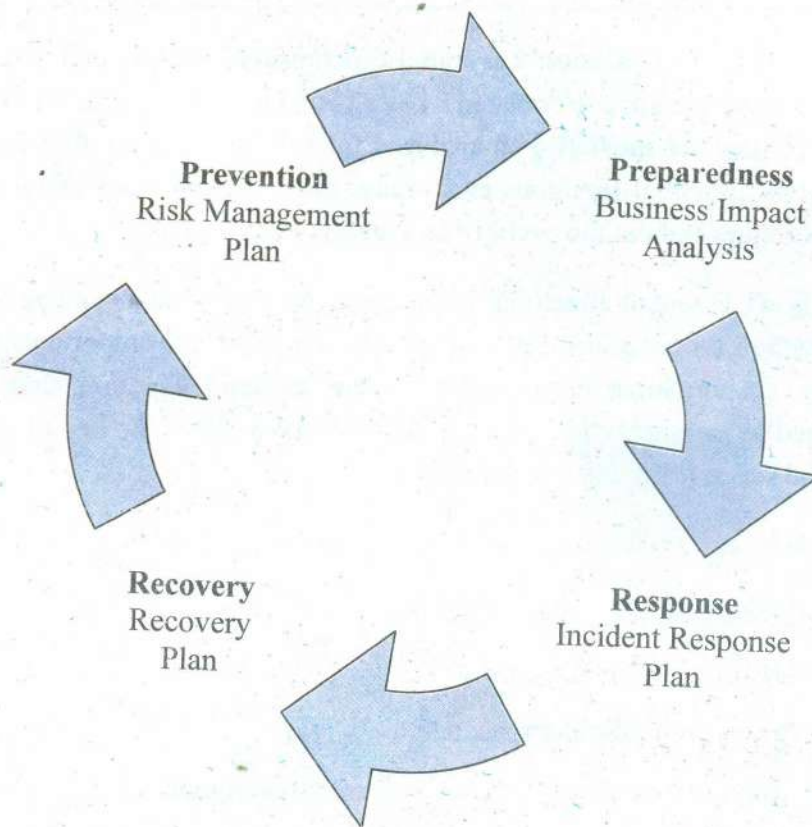 Prevention
Risk Management
Plan
Preparedness
Business Impact
Analysis
Response
Incident Response
Plan
Recovery
Recovery
Plan